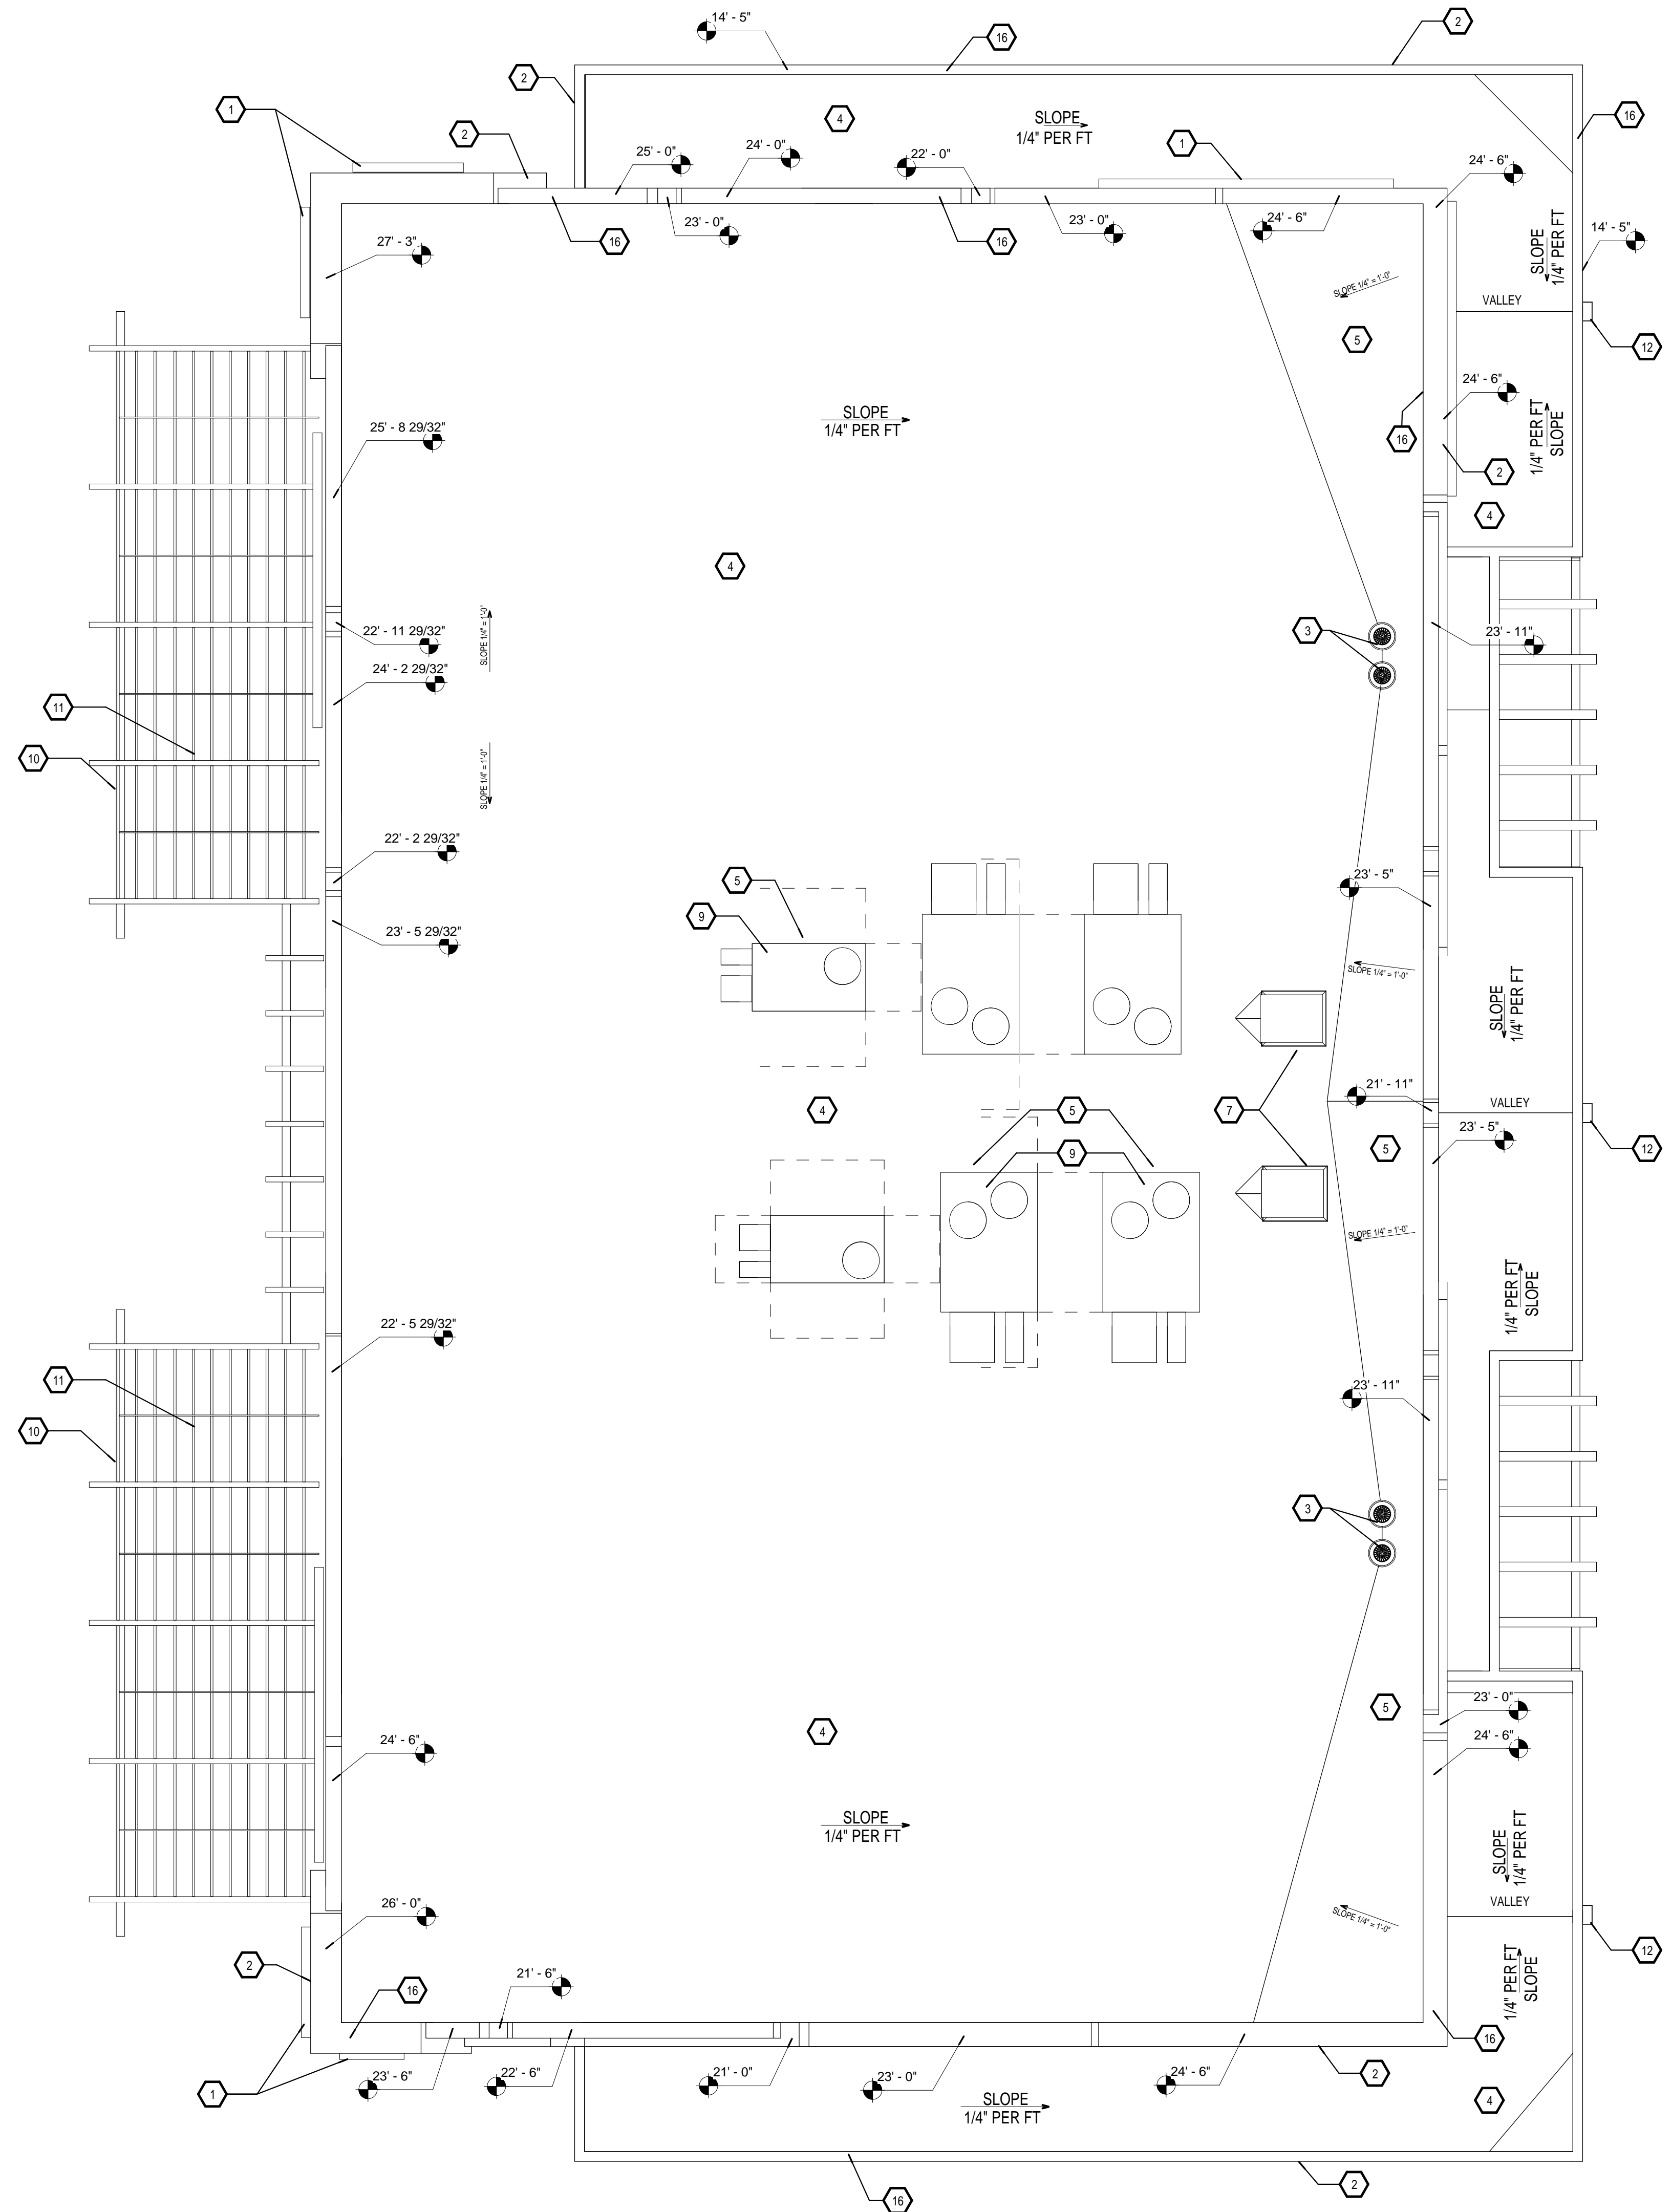 14' - 5"
2
16
2
1
2
4
SLOPE
1/4" PER FT
1
16
25' - 0"
24' - 0"
22' - 0"
24' - 6"
23' - 0"
23' - 0"
24' - 6"
16
16
27' - 3"
SLOPE
1/4" PER FT
14' - 5"
SLOPE 1/4" = 1'-0"
VALLEY
5
12
24' - 6"
SLOPE
1/4" PER FT
25' - 8 29/32"
16
2
1/4" PER FT
SLOPE
4
4
22' - 11 29/32"
24' - 2 29/32"
SLOPE 1/4" = 1'-0"
3
23' - 11"
11
10
SLOPE 1/4" = 1'-0"
22' - 2 29/32"
5
9
23' - 5"
23' - 5 29/32"
SLOPE 1/4" = 1'-0"
SLOPE
1/4" PER FT
4
5
7
21' - 11"
VALLEY
23' - 5"
9
5
12
SLOPE 1/4" = 1'-0"
1/4" PER FT
SLOPE
22' - 5 29/32"
11
10
23' - 11"
3
24' - 6"
4
5
23' - 0"
24' - 6"
SLOPE
1/4" PER FT
SLOPE
1/4" PER FT
VALLEY
26' - 0"
SLOPE 1/4" = 1'-0"
12
2
16
21' - 6"
1/4" PER FT
SLOPE
16
1
23' - 6"
22' - 6"
21' - 0"
23' - 0"
24' - 6"
2
SLOPE
1/4" PER FT
4
16
2